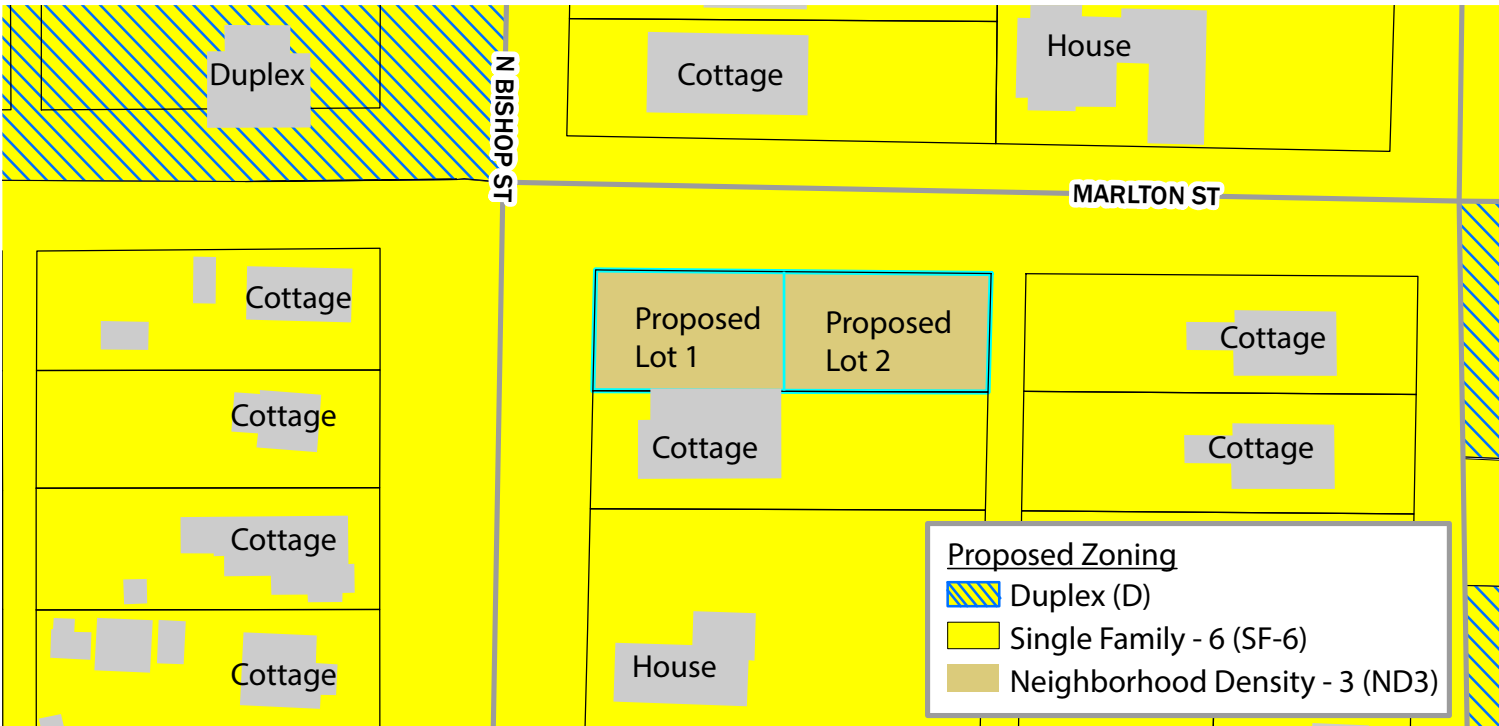 Duplex
Cottage
House
N BISHOP ST
MARLTON ST
Cottage
Proposed
Lot 1
Proposed
Lot 2
Cottage
Cottage
Cottage
Cottage
Cottage
House
Cottage
Proposed Zoning
Duplex (D)
Single Family - 6 (SF-6)
Neighborhood Density - 3 (ND3)
Cottage